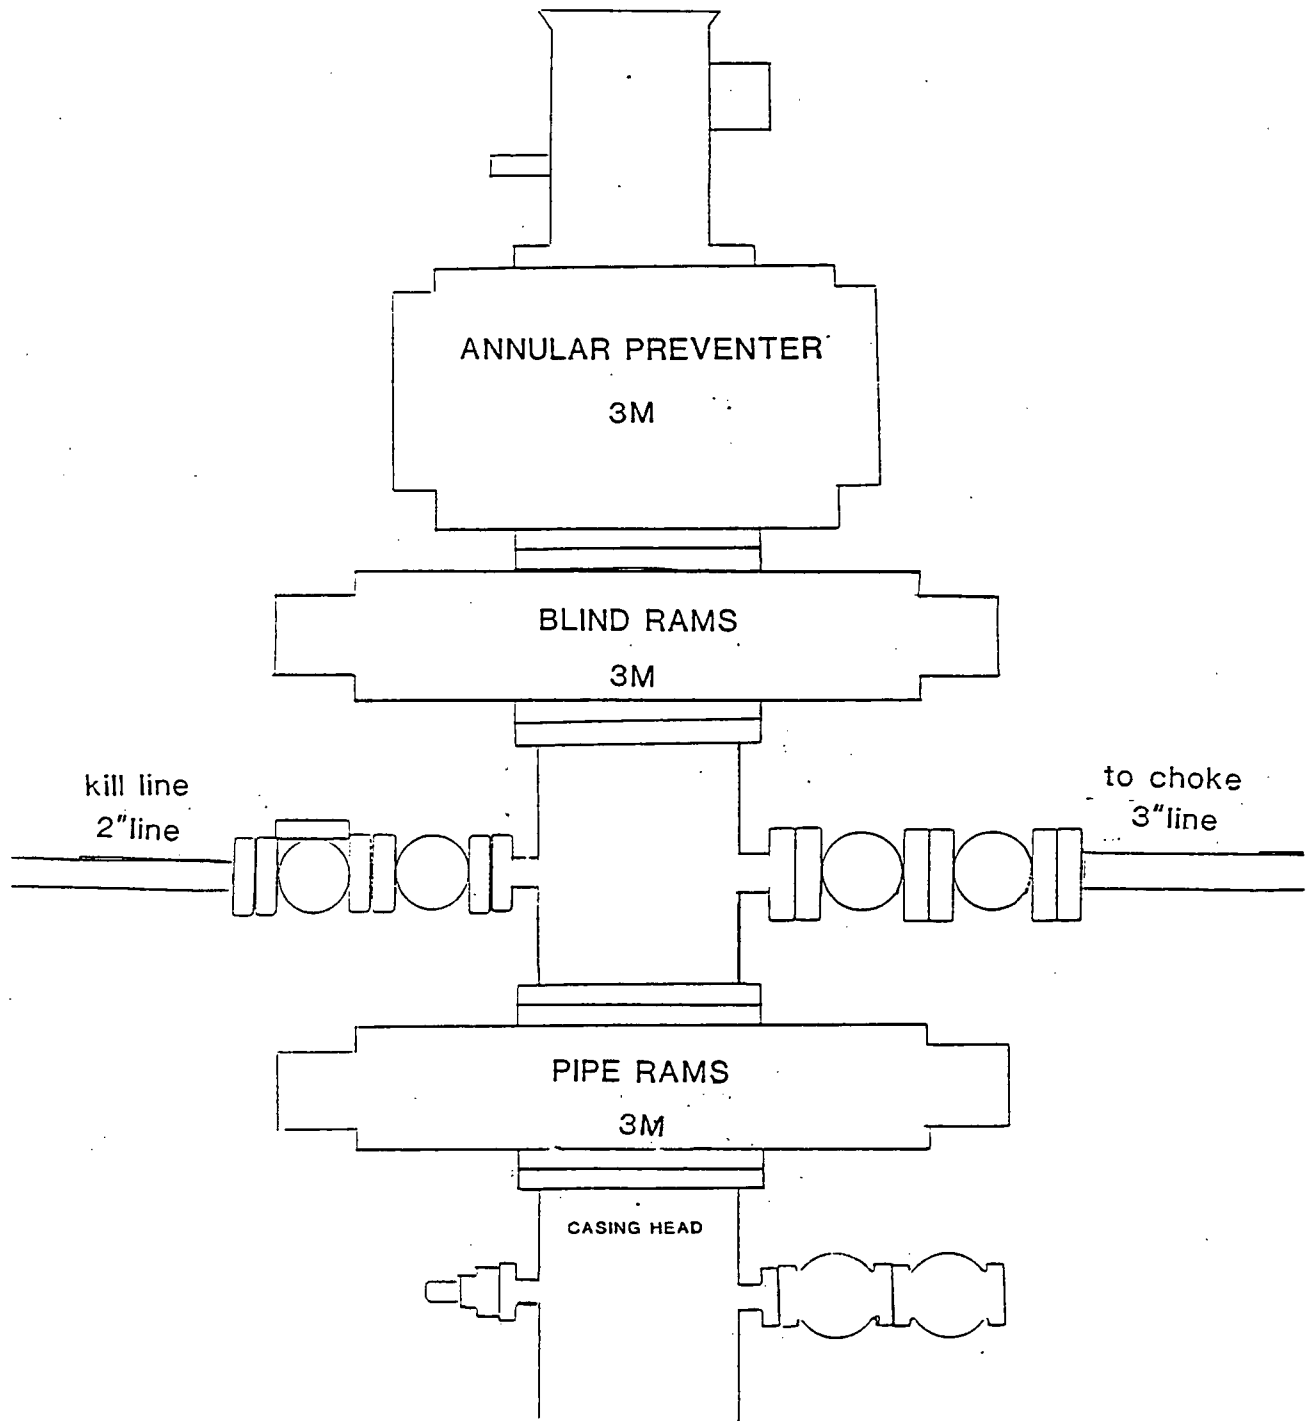 ANNULAR PREVENTER
3M
BLIND RAMS
3M
kill line
2"line
to choke
3"line
PIPE RAMS
3M
CASING HEAD